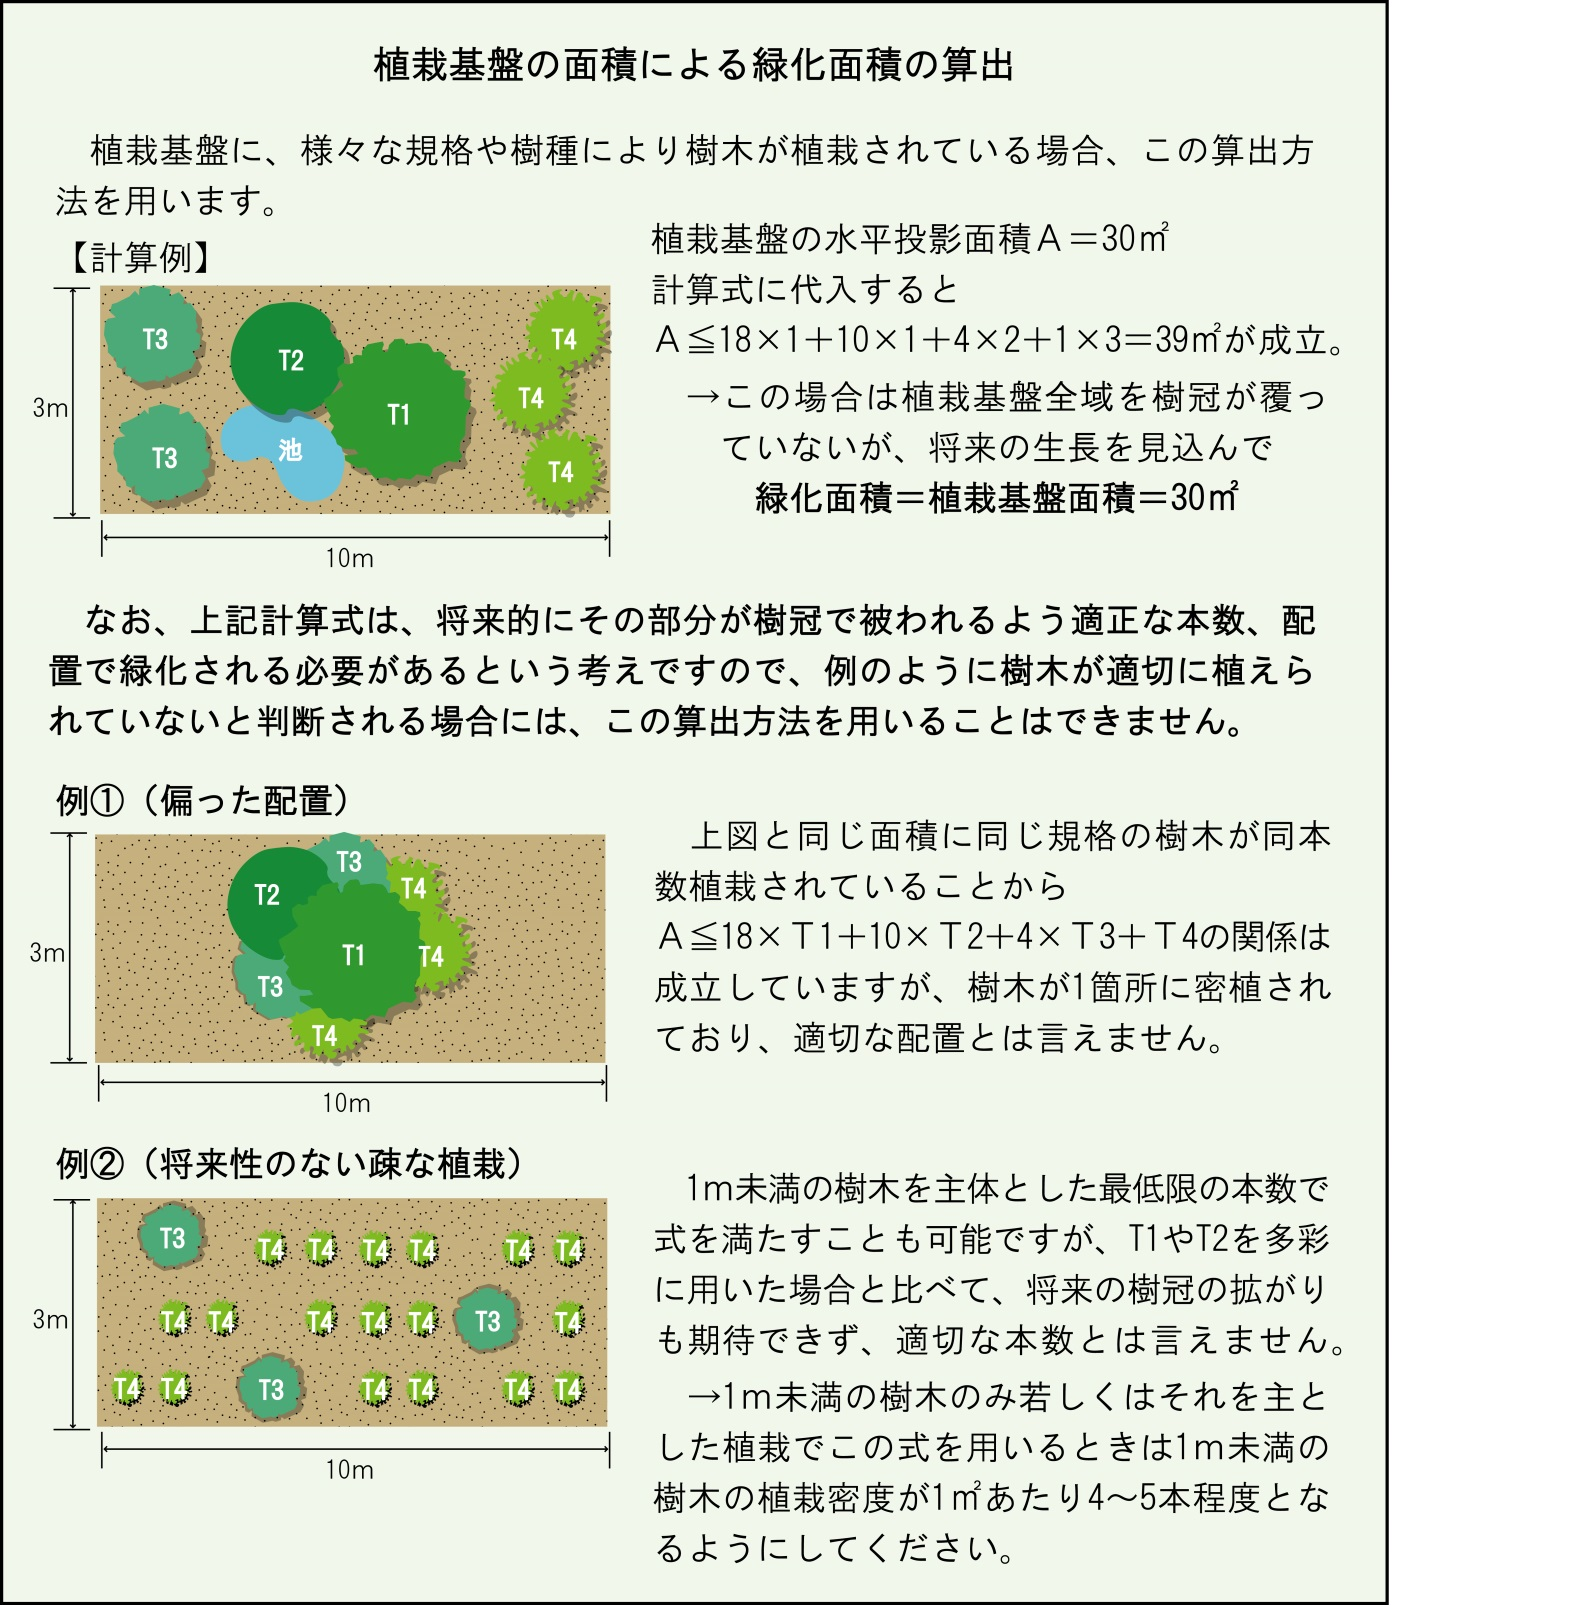 植栽基盤の面積による緑化面積の算出
植栽基盤に、様々な規格や樹種により樹木が植栽されている場合、この算出方
法を用います。
【計算例】
植栽基盤の水平投影面積Ａ＝30㎡
計算式に代入すると
Ａ≦18×1＋10×1＋4×2＋1×3＝39㎡が成立。
→この場合は植栽基盤全域を樹冠が覆っ
ていないが、将来の生長を見込んで
緑化面積＝植栽基盤面積＝30㎡
T3
T2
T4
T4
T1
T3
池
T4
3m
10m
なお、上記計算式は、将来的にその部分が樹冠で被われるよう適正な本数、配
置で緑化される必要があるという考えですので、例のように樹木が適切に植えら
れていないと判断される場合には、この算出方法を用いることはできません。
例①（偏った配置）
T3
T2
T4
T1
T4
T3
T4
3m
10m
上図と同じ面積に同じ規格の樹木が同本
数植栽されていることから
Ａ≦18×Ｔ1＋10×Ｔ2＋4×Ｔ3＋Ｔ4の関係は
成立していますが、樹木が1箇所に密植され
ており、適切な配置とは言えません。
例②（将来性のない疎な植栽）
T3
T4 T4 T4 T4 T4 T4
T4 T4 T4 T4 T4 T3 T4
T4 T4 T3 T4 T4 T4 T4
3m
10m
1ｍ未満の樹木を主体とした最低限の本数で
式を満たすことも可能ですが、T1やT2を多彩
に用いた場合と比べて、将来の樹冠の拡がり
も期待できず、適切な本数とは言えません。
→1ｍ未満の樹木のみ若しくはそれを主と
した植栽でこの式を用いるときは1ｍ未満の
樹木の植栽密度が1㎡あたり4～5本程度とな
るようにしてください。